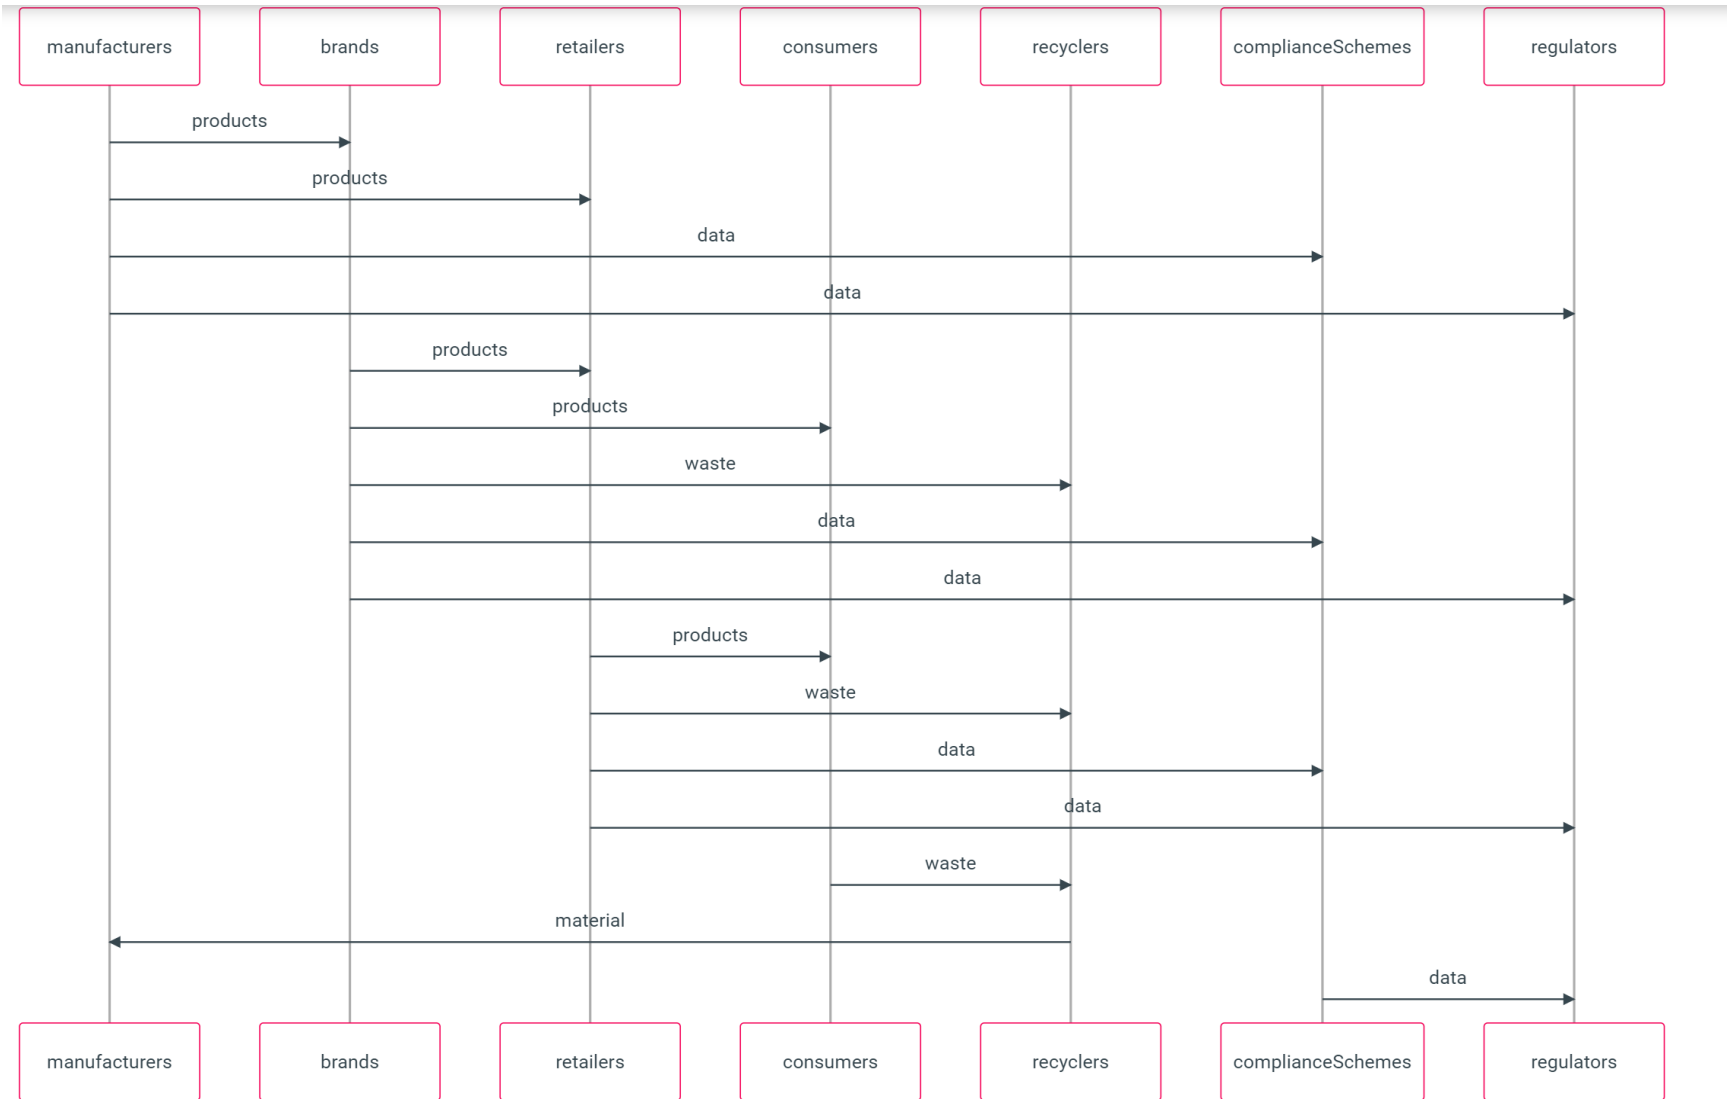 manufacturers brands retailers consumers recyclers complianceSchemes regulators
products
products
data
data
products
products
waste
data
data
products
waste
data
data
waste
material
data
manufacturers brands retailers consumers recyclers complianceSchemes regulators